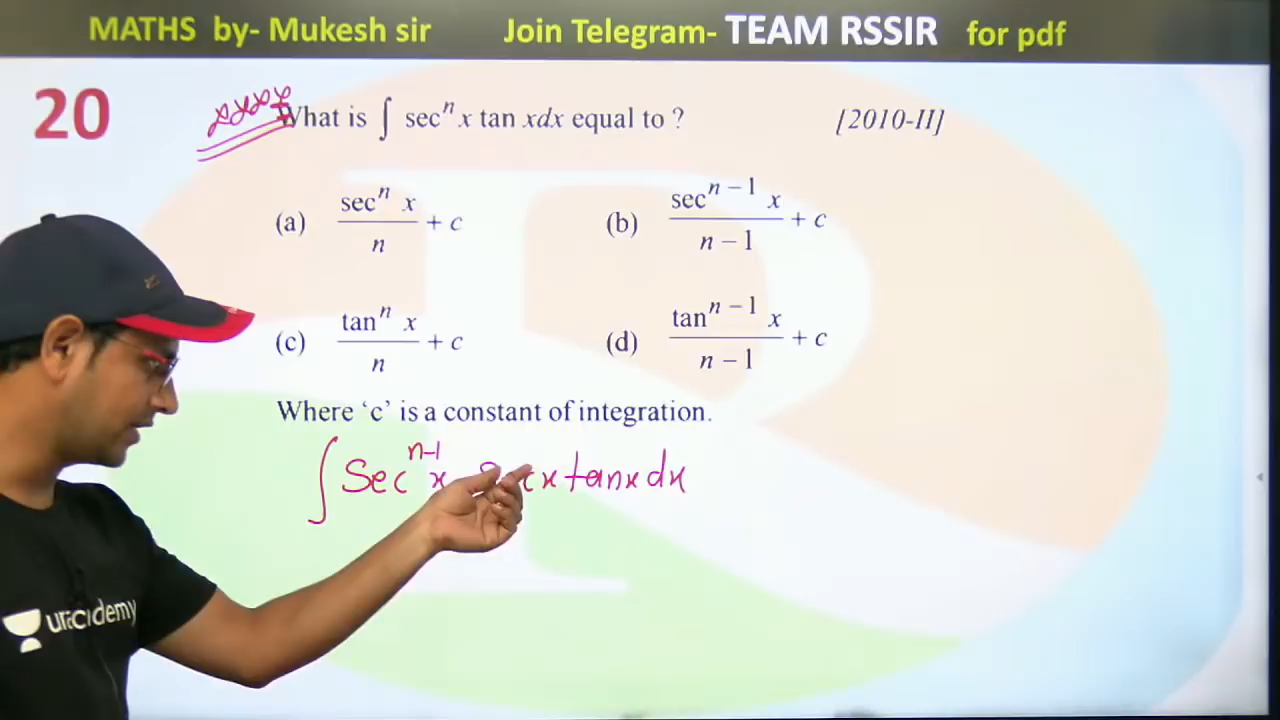 MATHS by- Mukesh sir Join Telegram- TEAM RSSIR for pdf
20 What is ∫ secⁿ x tan xdx equal to ? [2010-II]
(a) secⁿ x / n + c (b) secⁿ⁻¹ x / n – 1 + c
(c) tanⁿ x / n + c (d) tanⁿ⁻¹ x / n – 1 + c
Where ‘c’ is a constant of integration.
∫ Secⁿ⁻¹x x tanx dx